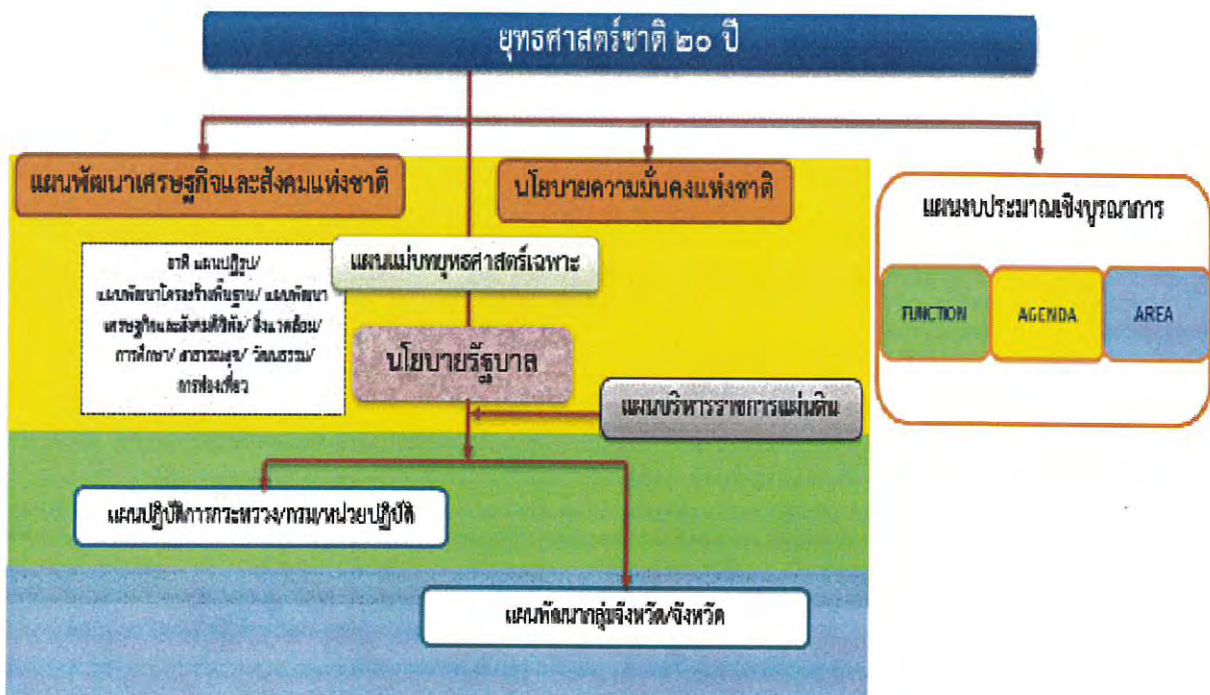 ยุทธศาสตร์ชาติ ๒๐ ปี
แผนพัฒนาเศรษฐกิจและสังคมแห่งชาติ
นโยบายความมั่นคงแห่งชาติ
แผนงบประมาณเชิงบูรณาการ
FUNCTION
AGENDA
AREA
แผนแม่บทยุทธศาสตร์เฉพาะ
อาทิ แผนปฏิรูป/
แผนพัฒนาโครงสร้างพื้นฐาน/ แผนพัฒนา
เศรษฐกิจและสังคมดิจิทัล/ สิ่งแวดล้อม/
การศึกษา/ สาธารณสุข/ วัฒนธรรม/
การท่องเที่ยว
นโยบายรัฐบาล
แผนบริหารราชการแผ่นดิน
แผนปฏิบัติการกระทรวง/กรม/หน่วยปฏิบัติ
แผนพัฒนากลุ่มจังหวัด/จังหวัด